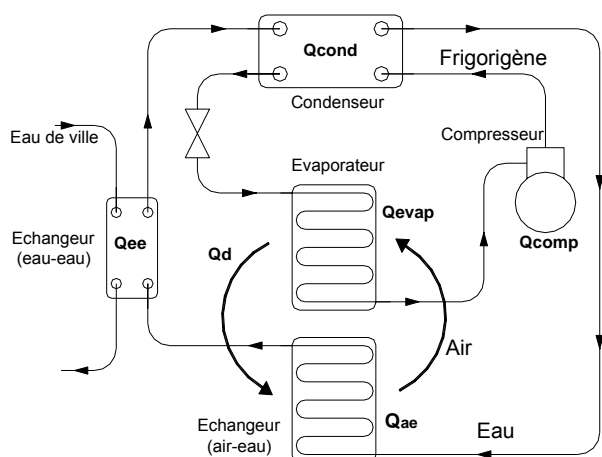 Qcond
Frigorigène
Condenseur
Compresseur
Eau de ville
Evaporateur
Qevap
Echangeur
(eau-eau)
Qee
Qd
Qcomp
Air
Echangeur
(air-eau)
Qae
Eau